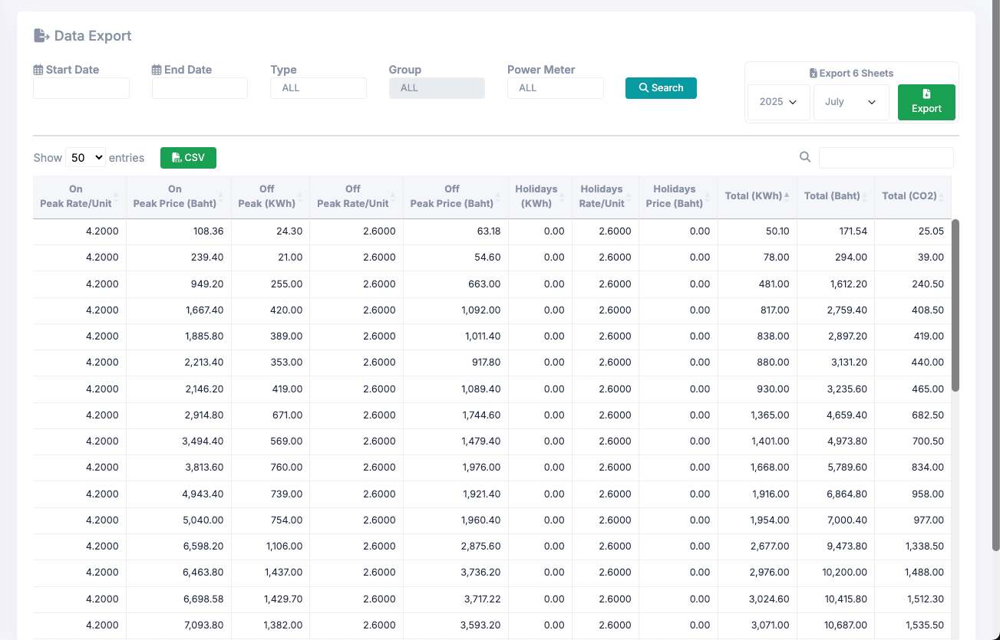 Data Export
Start Date End Date Type Group Power Meter
ALL ALL ALL
Search
Export 6 Sheets
2025 July Export
Show 50 entries CSV
On Peak Rate/Unit On Peak Price (Baht) Off Peak (KWh) Off Peak Rate/Unit Off Peak Price (Baht) Holidays (KWh) Holidays Rate/Unit Holidays Price (Baht) Total (KWh) Total (Baht) Total (CO2)
4.2000 108.36 24.30 2.6000 63.18 0.00 2.6000 0.00 50.10 171.54 25.05
4.2000 239.40 21.00 2.6000 54.60 0.00 2.6000 0.00 78.00 294.00 39.00
4.2000 949.20 255.00 2.6000 663.00 0.00 2.6000 0.00 481.00 1,612.20 240.50
4.2000 1,667.40 420.00 2.6000 1,092.00 0.00 2.6000 0.00 817.00 2,759.40 408.50
4.2000 1,885.80 389.00 2.6000 1,011.40 0.00 2.6000 0.00 838.00 2,897.20 419.00
4.2000 2,213.40 353.00 2.6000 917.80 0.00 2.6000 0.00 880.00 3,131.20 440.00
4.2000 2,146.20 419.00 2.6000 1,089.40 0.00 2.6000 0.00 930.00 3,235.60 465.00
4.2000 2,914.80 671.00 2.6000 1,744.60 0.00 2.6000 0.00 1,365.00 4,659.40 682.50
4.2000 3,494.40 569.00 2.6000 1,479.40 0.00 2.6000 0.00 1,401.00 4,973.80 700.50
4.2000 3,813.60 760.00 2.6000 1,976.00 0.00 2.6000 0.00 1,668.00 5,789.60 834.00
4.2000 4,943.40 739.00 2.6000 1,921.40 0.00 2.6000 0.00 1,916.00 6,864.80 958.00
4.2000 5,040.00 754.00 2.6000 1,960.40 0.00 2.6000 0.00 1,954.00 7,000.40 977.00
4.2000 6,598.20 1,106.00 2.6000 2,875.60 0.00 2.6000 0.00 2,677.00 9,473.80 1,338.50
4.2000 6,463.80 1,437.00 2.6000 3,736.20 0.00 2.6000 0.00 2,976.00 10,200.00 1,488.00
4.2000 6,698.58 1,429.70 2.6000 3,717.22 0.00 2.6000 0.00 3,024.60 10,415.80 1,512.30
4.2000 7,093.80 1,382.00 2.6000 3,593.20 0.00 2.6000 0.00 3,071.00 10,687.00 1,535.50